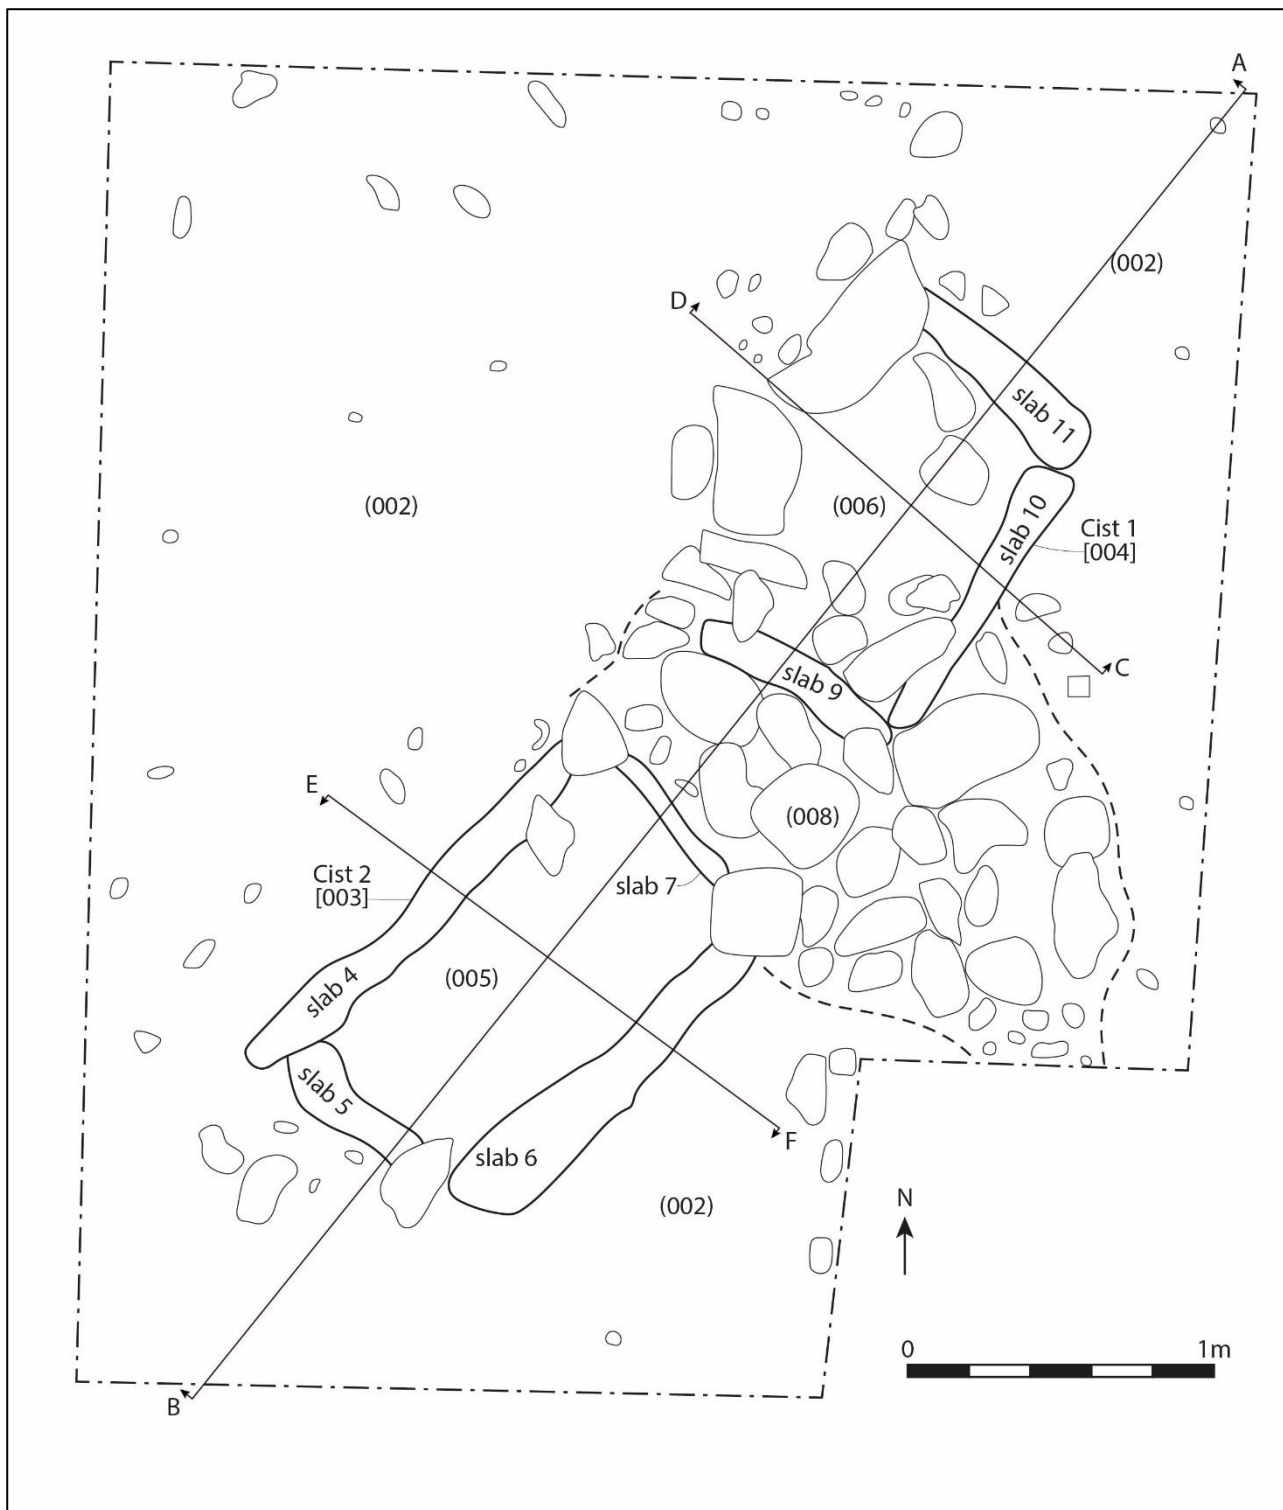 A
(002)
D
slab 11
(002)
(006)
slab 10
Cist 1
[004]
C
slab 9
E
(008)
Cist 2
[003]
slab 7
slab 4
(005)
slab 5
F
slab 6
(002)
N
0 1m
B